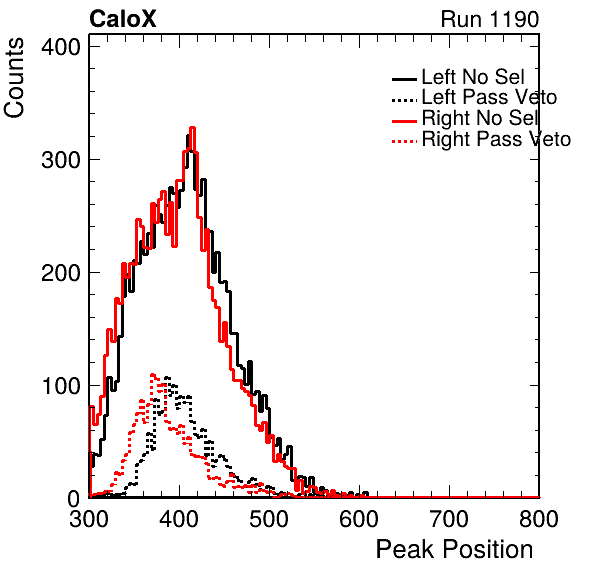 CaloX Run 1190
Counts
400
300
200
100
0
Left No Sel
Left Pass Veto
Right No Sel
Right Pass Veto
300 400 500 600 700 800
Peak Position